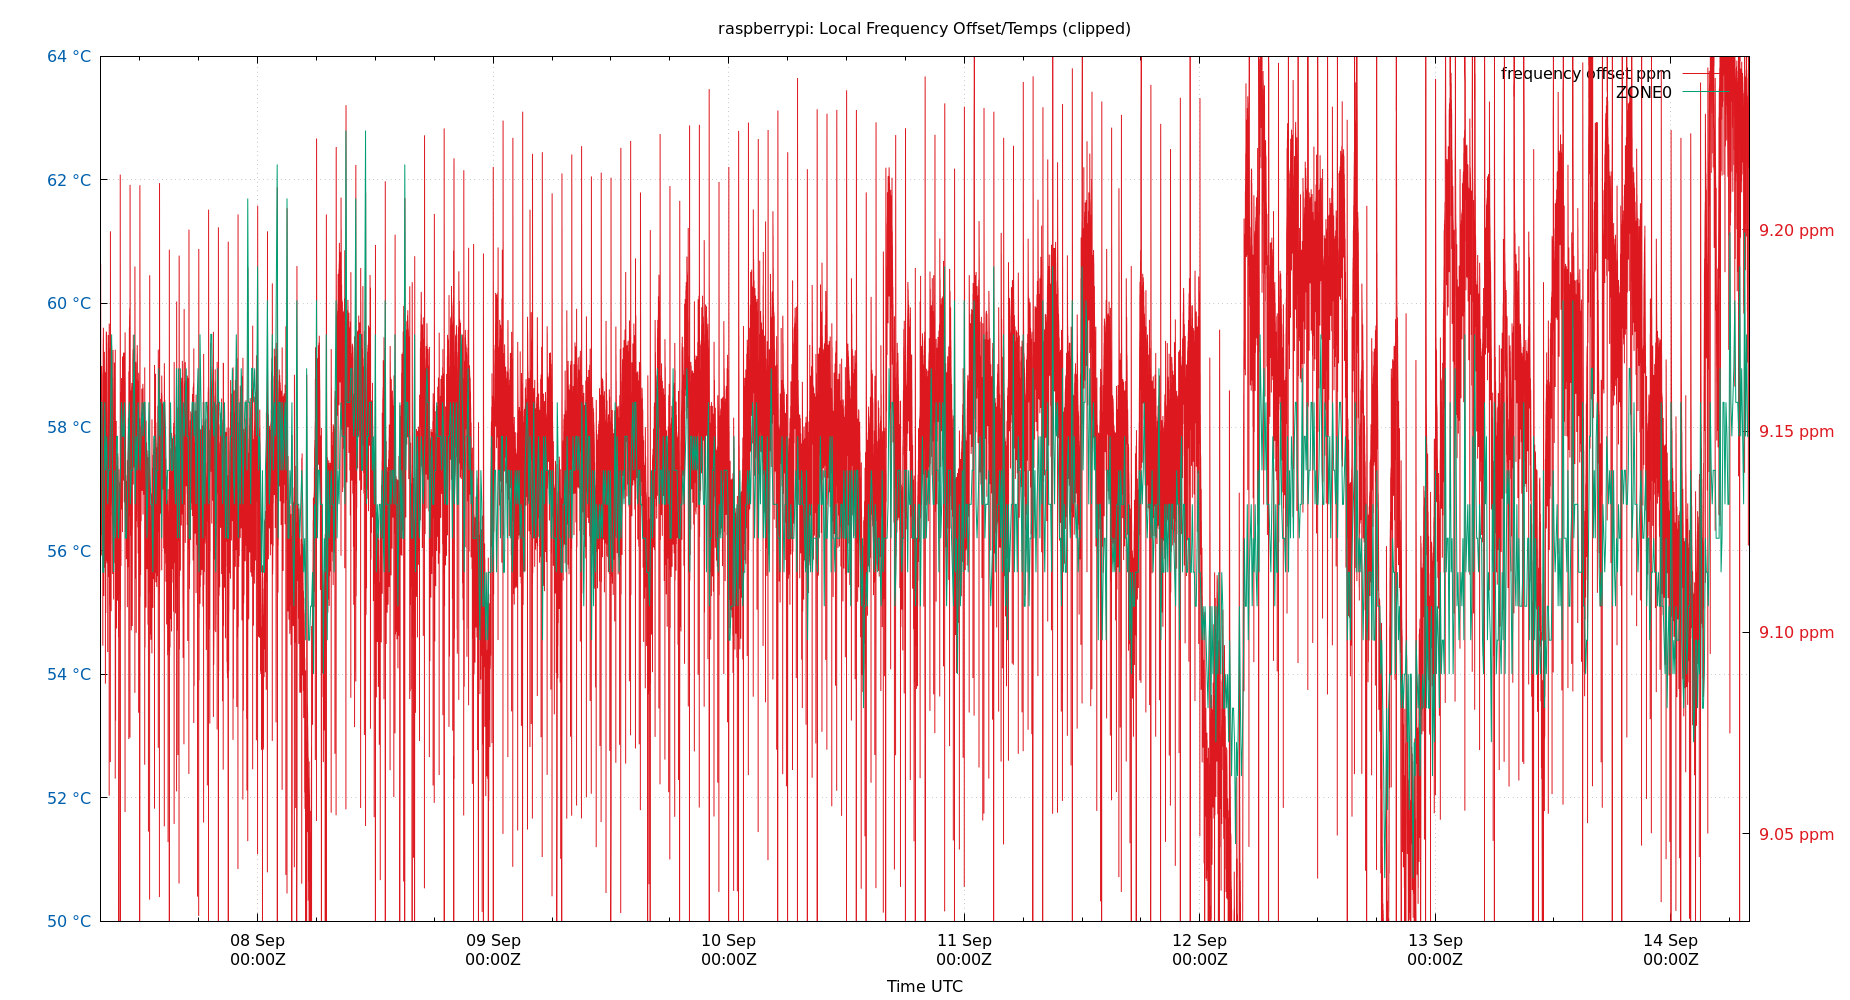 raspberrypi: Local Frequency Offset/Temps (clipped)
64 °C
62 °C
60 °C
58 °C
56 °C
54 °C
52 °C
50 °C
frequency offset ppm
ZONE0
9.20 ppm
9.15 ppm
9.10 ppm
9.05 ppm
08 Sep
00:00Z
09 Sep
00:00Z
10 Sep
00:00Z
11 Sep
00:00Z
12 Sep
00:00Z
13 Sep
00:00Z
14 Sep
00:00Z
Time UTC